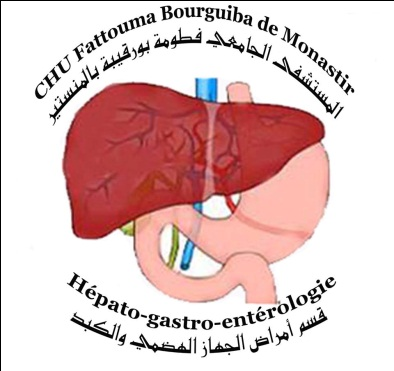 CHU Fattouma Bourguiba de Monastir
المستشفى الجامعي فطومة بورقيبة بالمنستير
Hépato-gastro-entérologie
قسم أمراض الجهاز الهضمي والكبد